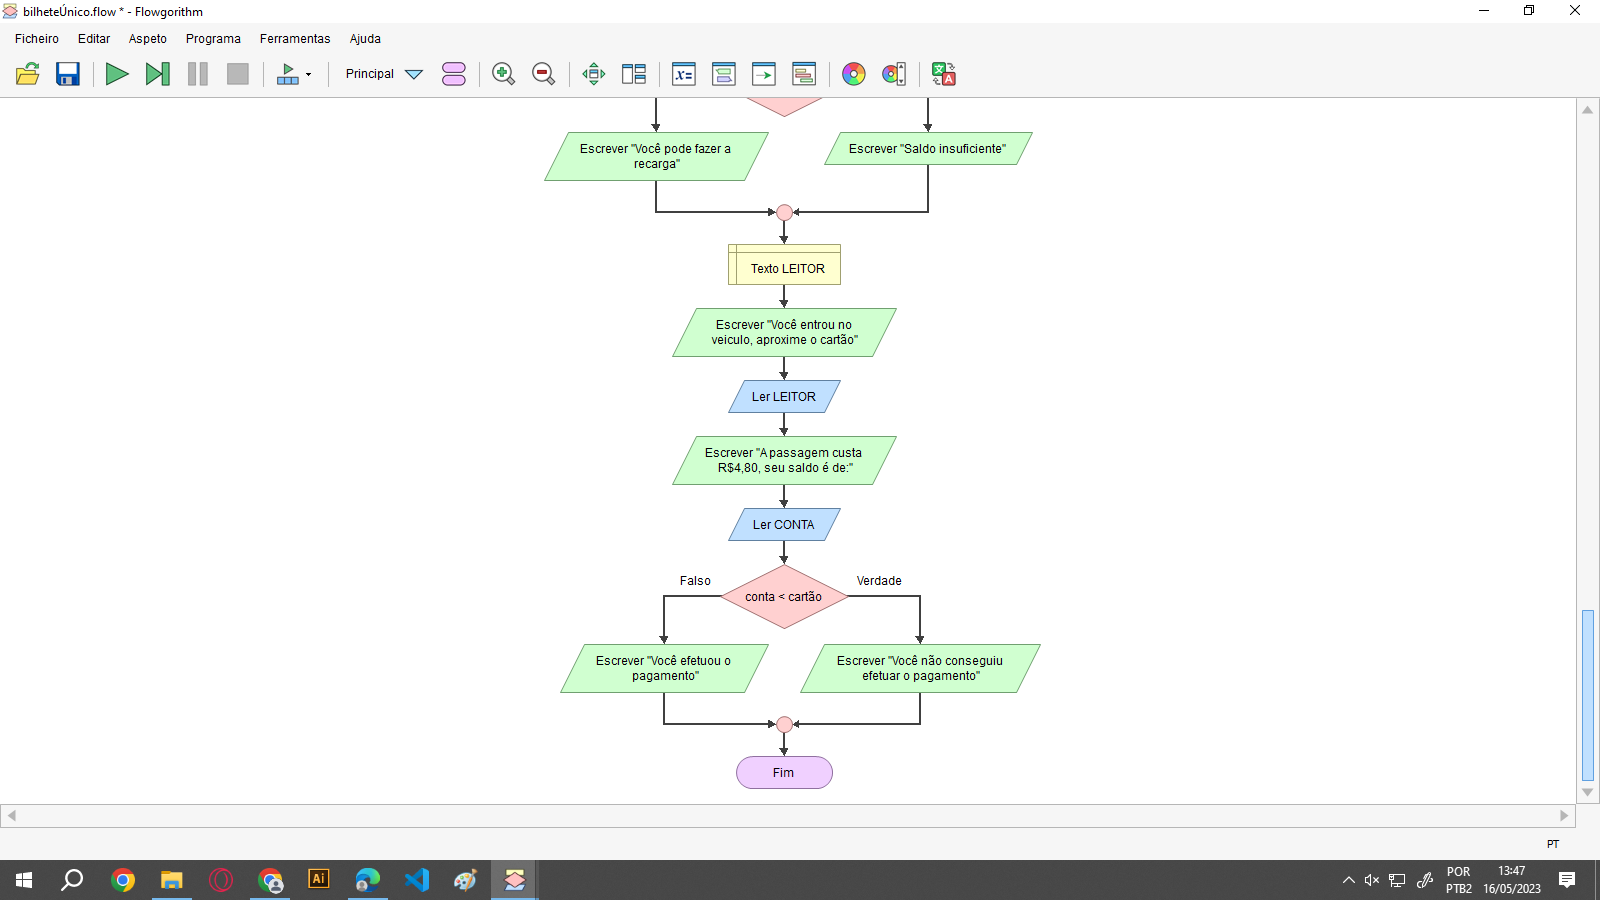 bilheteÚnico.flow * - Flowgorithm
Ficheiro Editar Aspeto Programa Ferramentas Ajuda
Principal
Escrever "Você pode fazer a
recarga"
Escrever "Saldo insuficiente"
Texto LEITOR
Escrever "Você entrou no
veiculo, aproxime o cartão"
Ler LEITOR
Escrever "A passagem custa
R$4,80, seu saldo é de:"
Ler CONTA
Falso
Verdade
conta < cartão
Escrever "Você efetuou o
pagamento"
Escrever "Você não conseguiu
efetuar o pagamento"
Fim
PT
Ai
POR
PTB2
13:47
16/05/2023